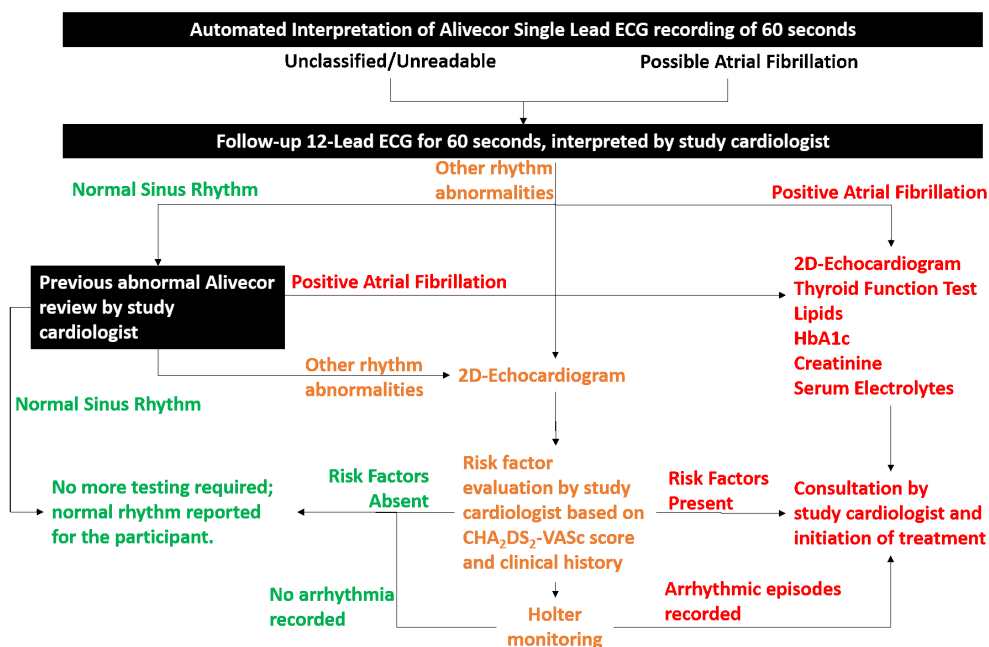 Automated Interpretation of Alivecor Single Lead ECG recording of 60 seconds
Unclassified/Unreadable
Possible Atrial Fibrillation
Follow-up 12-Lead ECG for 60 seconds, interpreted by study cardiologist
Other rhythm
abnormalities
Normal Sinus Rhythm
Positive Atrial Fibrillation
Previous abnormal Alivecor
review by study
cardiologist
Positive Atrial Fibrillation
2D-Echocardiogram
Thyroid Function Test
Lipids
HbA1c
Creatinine
Serum Electrolytes
Other rhythm
abnormalities
2D-Echocardiogram
Normal Sinus Rhythm
No more testing required;
normal rhythm reported
for the participant.
Risk Factors
Absent
Risk factor
evaluation by study
cardiologist based on
CHA₂DS₂-VASc score
and clinical history
Risk Factors
Present
Consultation by
study cardiologist and
initiation of treatment
No arrhythmia
recorded
Holter
monitoring
Arrhythmic episodes
recorded